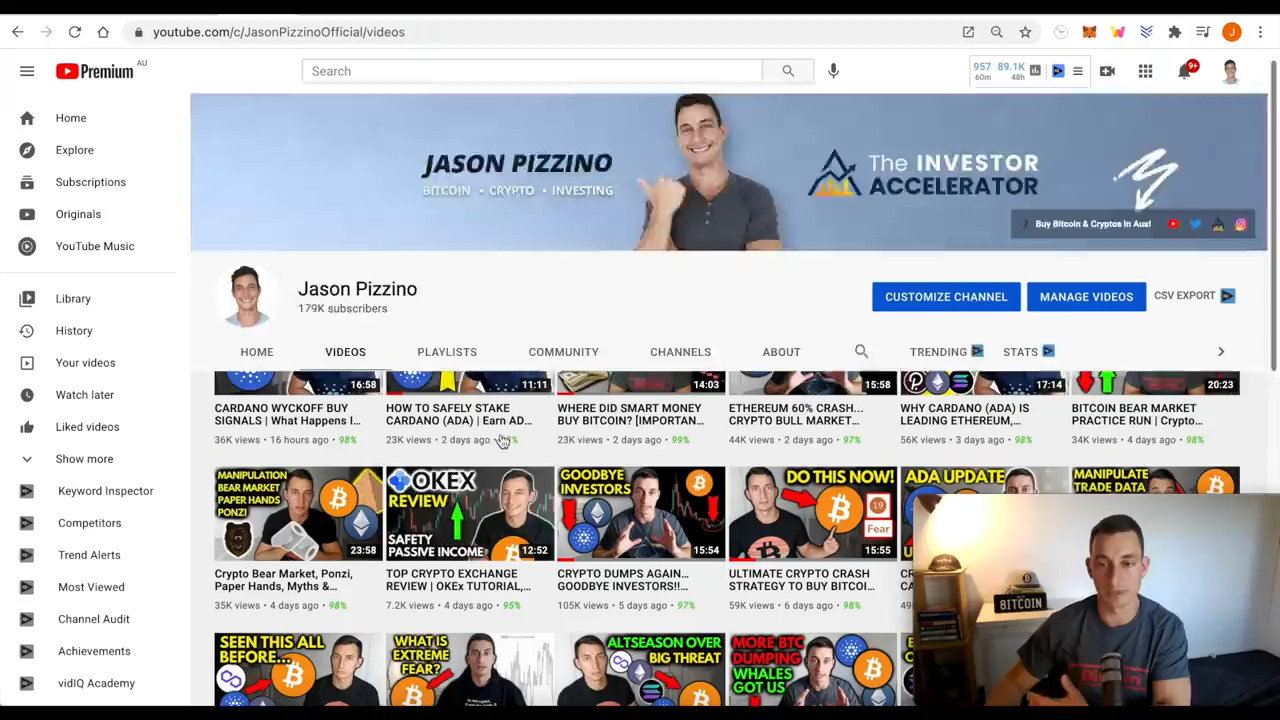 youtube.com/c/JasonPizzinoOfficial/videos
J
Premium AU
Search
957 89.1K
60m 48h
9+
Home
Explore
Subscriptions
Originals
YouTube Music
Library
History
Your videos
Watch later
Liked videos
Show more
Keyword Inspector
Competitors
Trend Alerts
Most Viewed
Channel Audit
Achievements
vidIQ Academy
JASON PIZZINO
BITCOIN • CRYPTO • INVESTING
The INVESTOR
ACCELERATOR
Buy Bitcoin & Cryptos in Aus!
Jason Pizzino
179K subscribers
CUSTOMIZE CHANNEL
MANAGE VIDEOS
CSV EXPORT
HOME
VIDEOS
PLAYLISTS
COMMUNITY
CHANNELS
ABOUT
TRENDING
STATS
16:58
11:11
14:03
15:58
17:14
20:23
CARDANO WYCKOFF BUY
SIGNALS | What Happens I...
36K views • 16 hours ago • 98%
HOW TO SAFELY STAKE
CARDANO (ADA) | Earn AD...
23K views • 2 days ago
WHERE DID SMART MONEY
BUY BITCOIN? [IMPORTAN...
23K views • 2 days ago • 99%
ETHEREUM 60% CRASH...
CRYPTO BULL MARKET...
44K views • 2 days ago • 97%
WHY CARDANO (ADA) IS
LEADING ETHEREUM,...
56K views • 3 days ago • 98%
BITCOIN BEAR MARKET
PRACTICE RUN | Crypto...
34K views • 4 days ago • 98%
MANIPULATION
BEAR MARKET
PAPER HANDS
PONZI
23:58
OKEX
REVIEW
SAFETY
PASSIVE INCOME
12:52
GOODBYE
INVESTORS
15:54
DO THIS NOW!
19
Fear
15:55
ADA UPDATE
MANIPULATE
TRADE DATA
Crypto Bear Market, Ponzi,
Paper Hands, Myths &...
35K views • 4 days ago • 98%
TOP CRYPTO EXCHANGE
REVIEW | OKEx TUTORIAL,...
7.2K views • 4 days ago • 95%
CRYPTO DUMPS AGAIN...
GOODBYE INVESTORS!!...
105K views • 5 days ago • 97%
ULTIMATE CRYPTO CRASH
STRATEGY TO BUY BITCOI...
59K views • 6 days ago • 98%
SEEN THIS ALL
BEFORE...
WHAT IS
EXTREME
FEAR?
ALTSEASON OVER
BIG THREAT
MORE BTC
DUMPING
WHALES
GOT US
BITCOIN